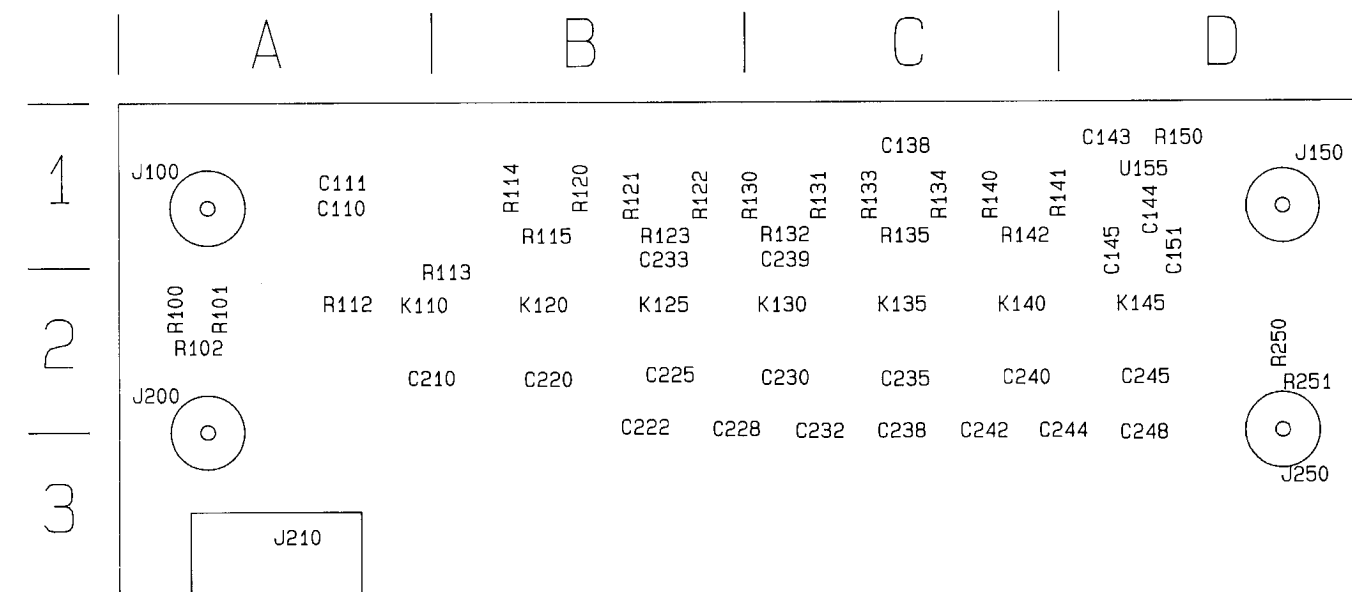 A B C D
1
C138 C143 R150
J100 U155 J150
C111
C110
R114 R120 R121 R122 R130 R131 R133 R134 R140 R141 C144
R115 R123 R132 R135 R142
C233 C239 C145 C151
R113
2
R100 R101 R112 K110 K120 K125 K130 K135 K140 K145
R102 R250
C210 C220 C225 C230 C235 C240 C245 R251
J200
C222 C228 C232 C238 C242 C244 C248
J250
3
J210